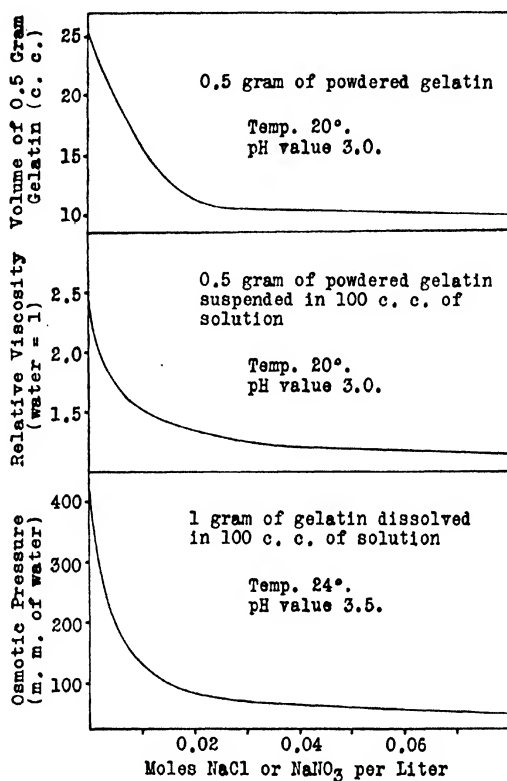 Volume of 0.5 Gram
Gelatin (c. c.)
25
20
15
10
0.5 gram of powdered gelatin
Temp. 20°.
pH value 3.0.
Relative Viscosity
(water = 1)
2.5
2.0
1.5
0.5 gram of powdered gelatin
suspended in 100 c. c. of
solution
Temp. 20°.
pH value 3.0.
Osmotic Pressure
(m. m. of water)
400
300
200
100
1 gram of gelatin dissolved
in 100 c. c. of solution
Temp. 24°.
pH value 3.5.
0.02 0.04 0.06
Moles NaCl or NaNO₃ per Liter